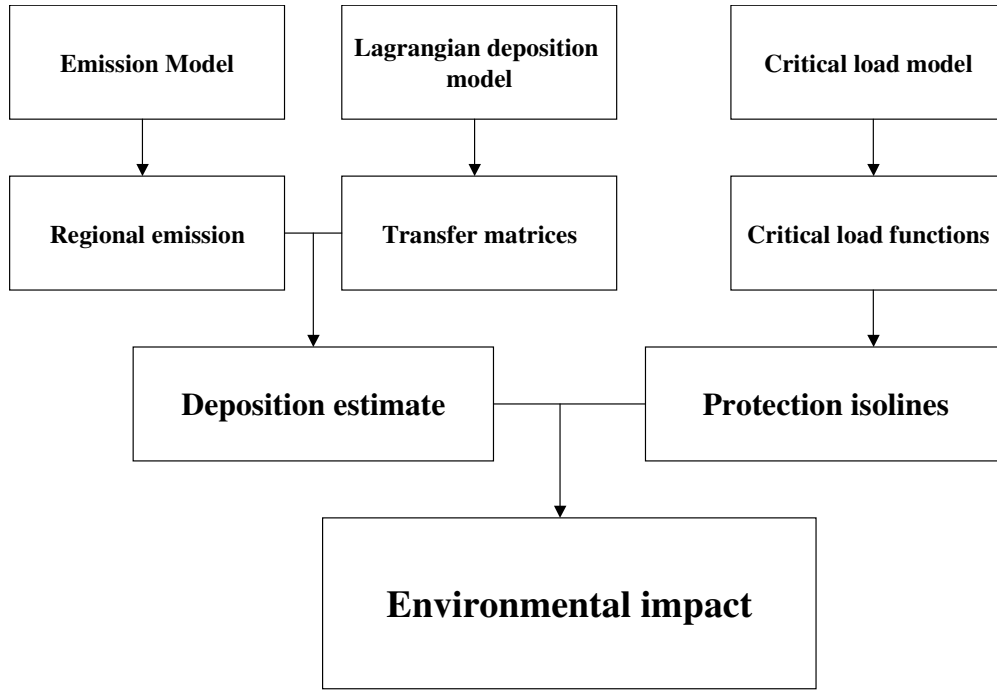 Emission Model
Lagrangian deposition
model
Critical load model
Regional emission
Transfer matrices
Critical load functions
Deposition estimate
Protection isolines
Environmental impact